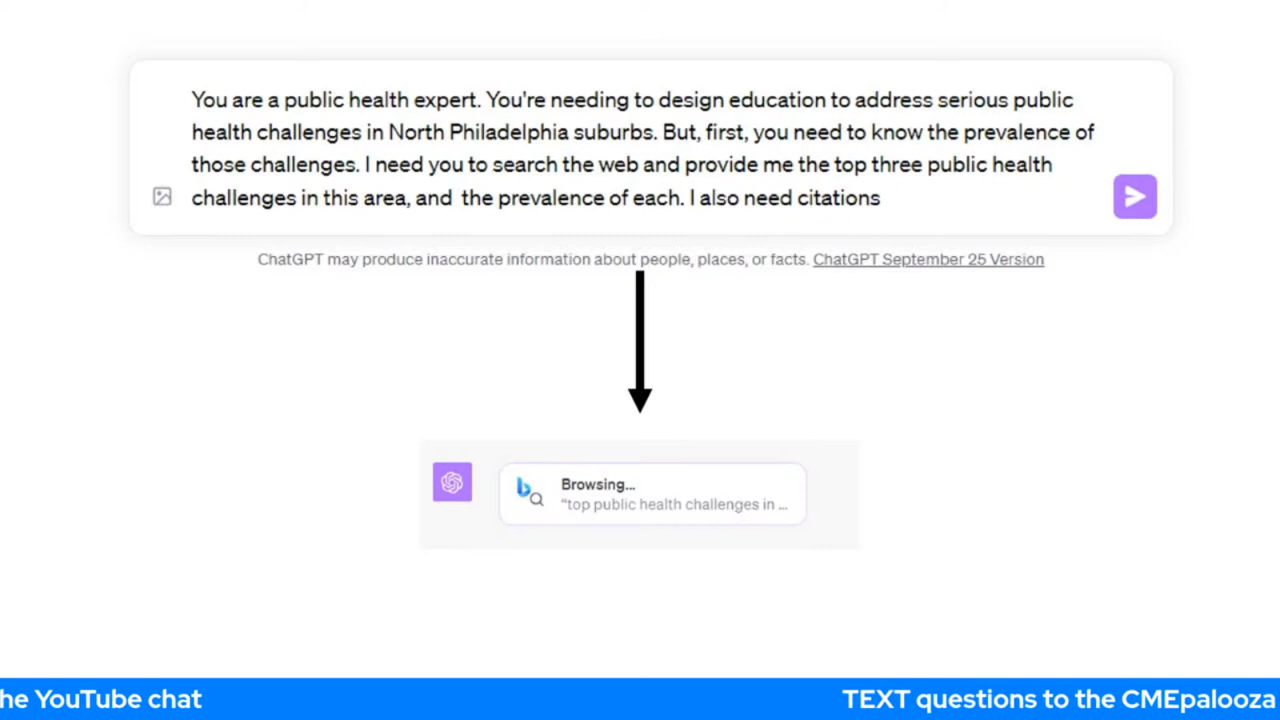 You are a public health expert. You're needing to design education to address serious public
health challenges in North Philadelphia suburbs. But, first, you need to know the prevalence of
those challenges. I need you to search the web and provide me the top three public health
challenges in this area, and  the prevalence of each. I also need citations
ChatGPT may produce inaccurate information about people, places, or facts. ChatGPT September 25 Version
Browsing...
"top public health challenges in ...
he YouTube chat
TEXT questions to the CMEpalooza